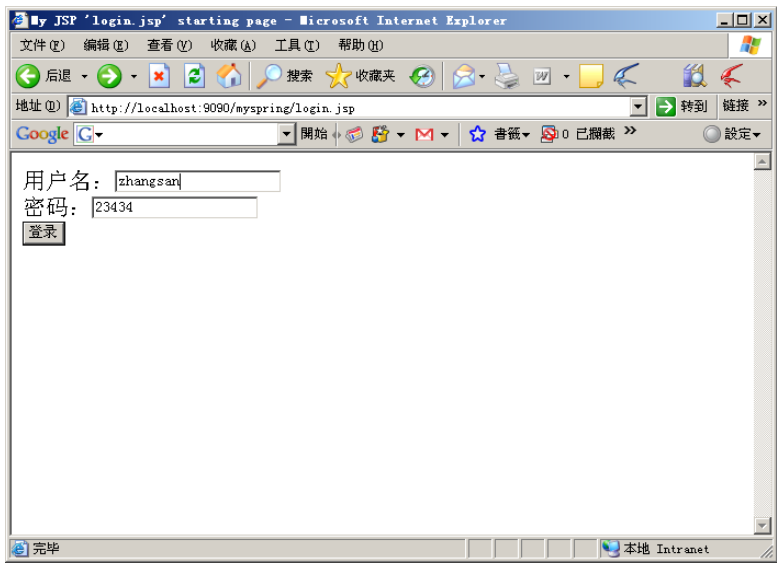 My JSP 'login.jsp' starting page - Microsoft Internet Explorer
文件(F) 编辑(E) 查看(V) 收藏(A) 工具(T) 帮助(H)
后退 搜索 收藏夹
地址(D) http://localhost:9090/myspring/login.jsp 转到 链接 »
Google G 開始 書籤 0 已攔截 » 設定
用户名： zhangsan
密码： 23434
登录
完毕 本地 Intranet